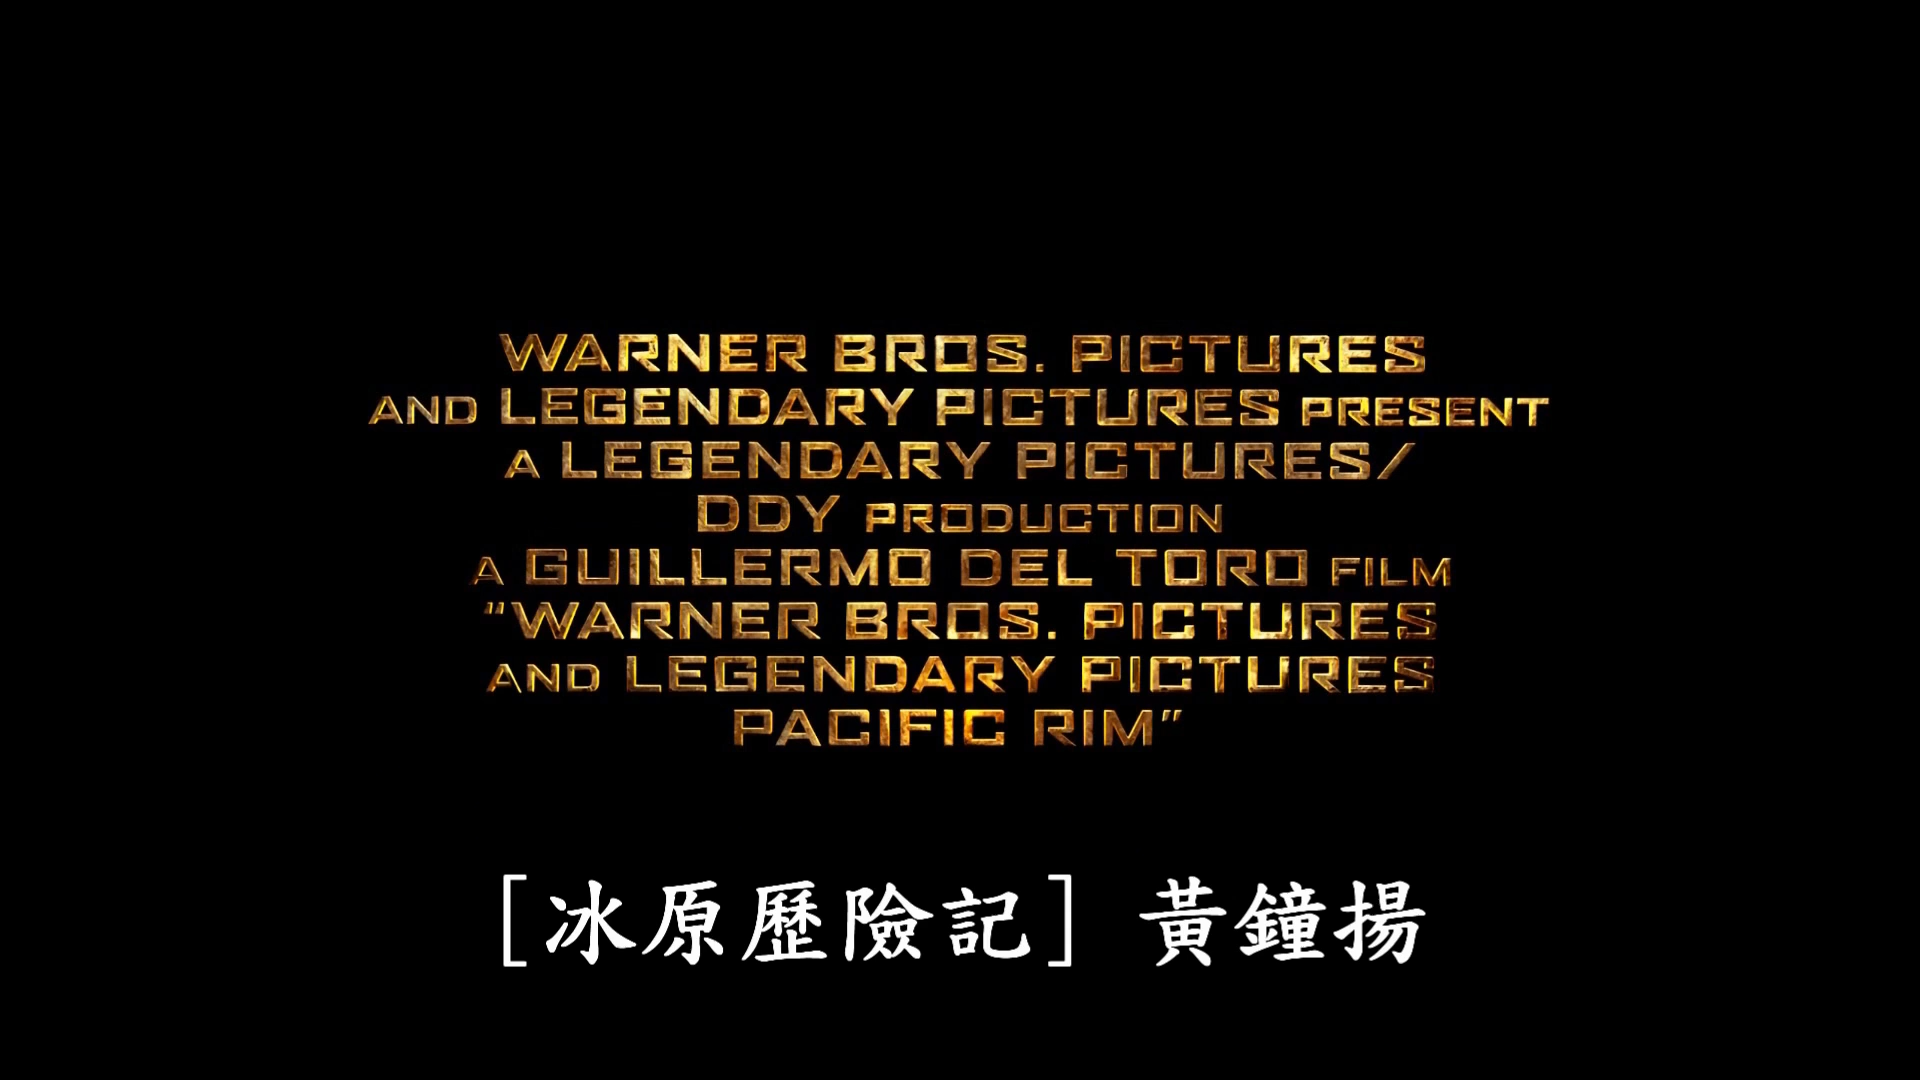 WARNER BROS. PICTURES
AND LEGENDARY PICTURES PRESENT
A LEGENDARY PICTURES/
DDY PRODUCTION
A GUILLERMO DEL TORO FILM
"WARNER BROS. PICTURES
AND LEGENDARY PICTURES
PACIFIC RIM"
[冰原歷險記] 黃鐘揚